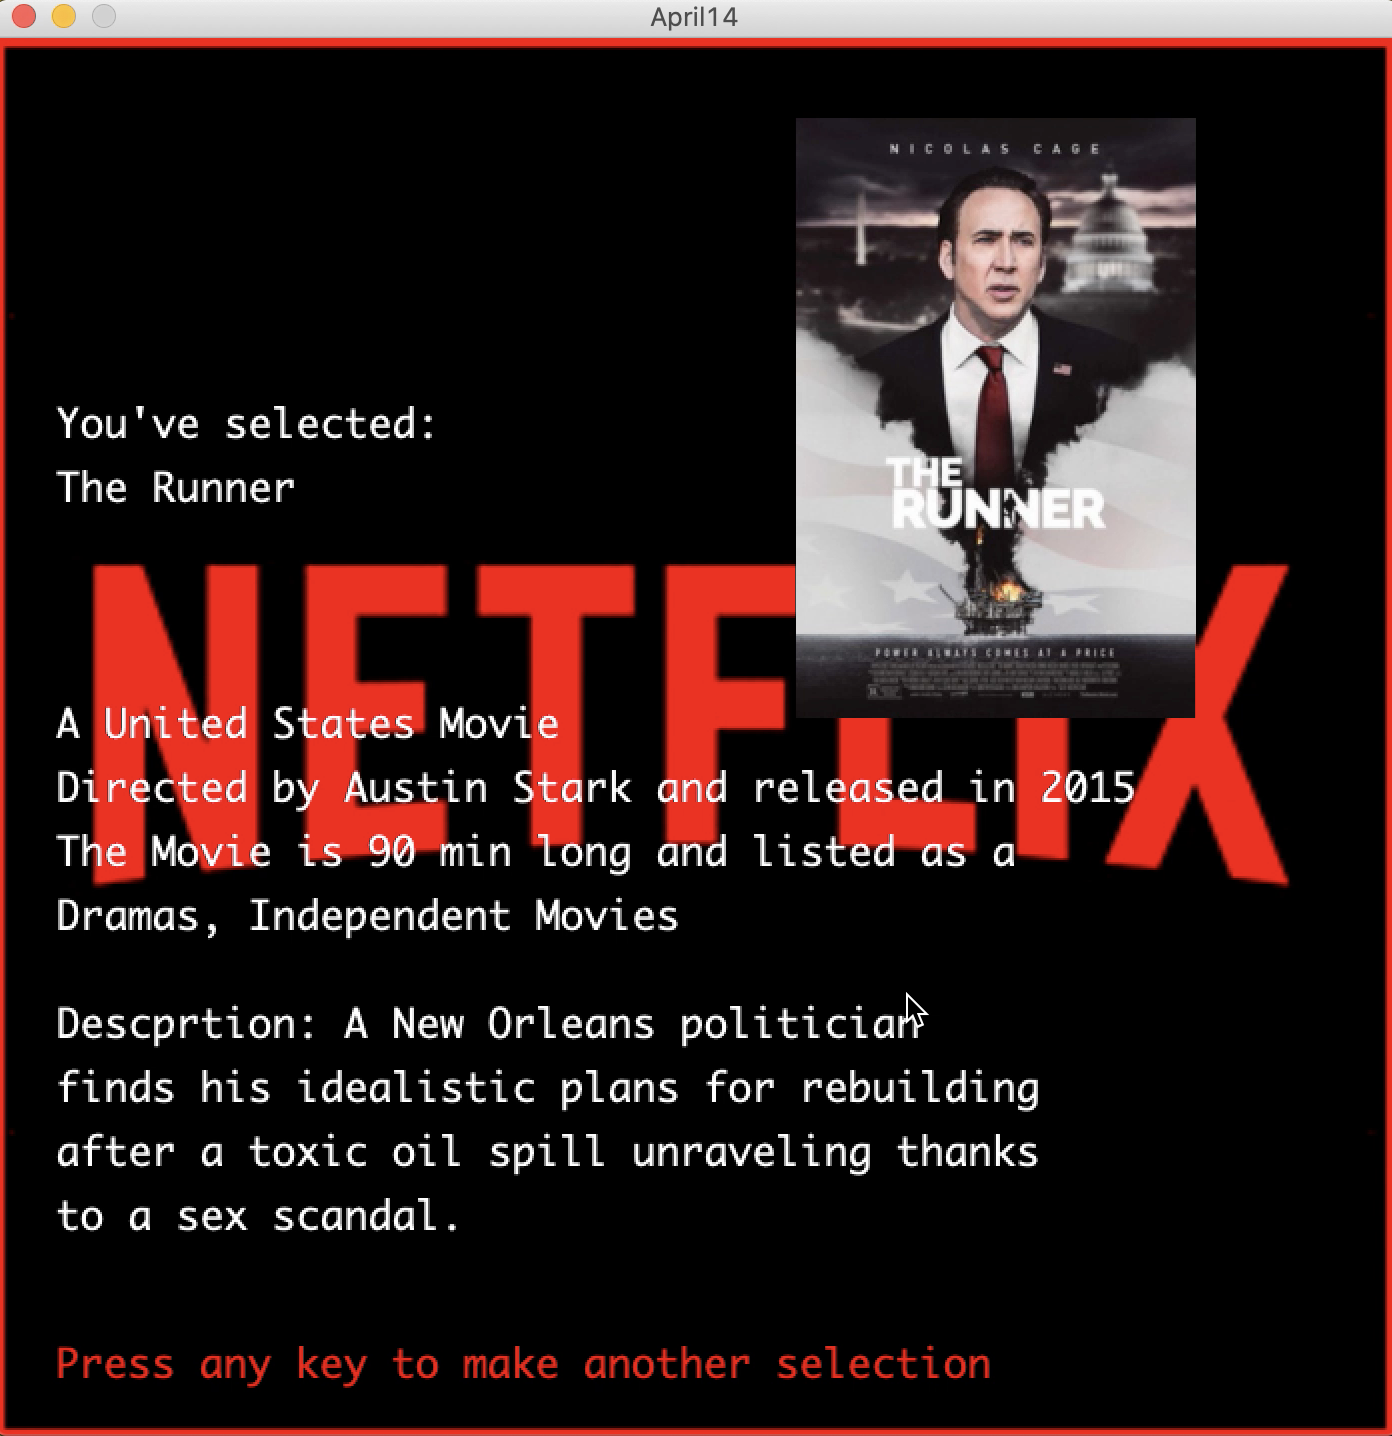 April14
NICOLAS CAGE
You've selected:
The Runner
THE
RUNNER
NETFLIX
POWER ALWAYS COMES AT A PRICE
A United States Movie
Directed by Austin Stark and released in 2015
The Movie is 90 min long and listed as a
Dramas, Independent Movies
Descprtion: A New Orleans politician
finds his idealistic plans for rebuilding
after a toxic oil spill unraveling thanks
to a sex scandal.
Press any key to make another selection